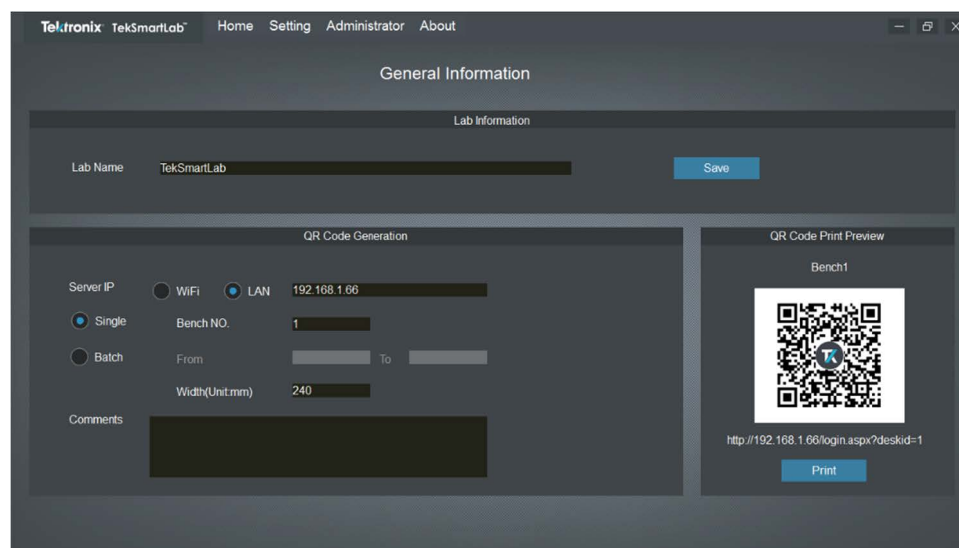 Tektronix TekSmartLab™ Home Setting Administrator About
General Information
Lab Information
Lab Name TekSmartLab Save
QR Code Generation
Server IP WiFi LAN 192.168.1.66
Single Bench NO. 1
Batch From To
Width(Unit:mm) 240
Comments
QR Code Print Preview
Bench1
TK
http://192.168.1.66/login.aspx?deskid=1
Print